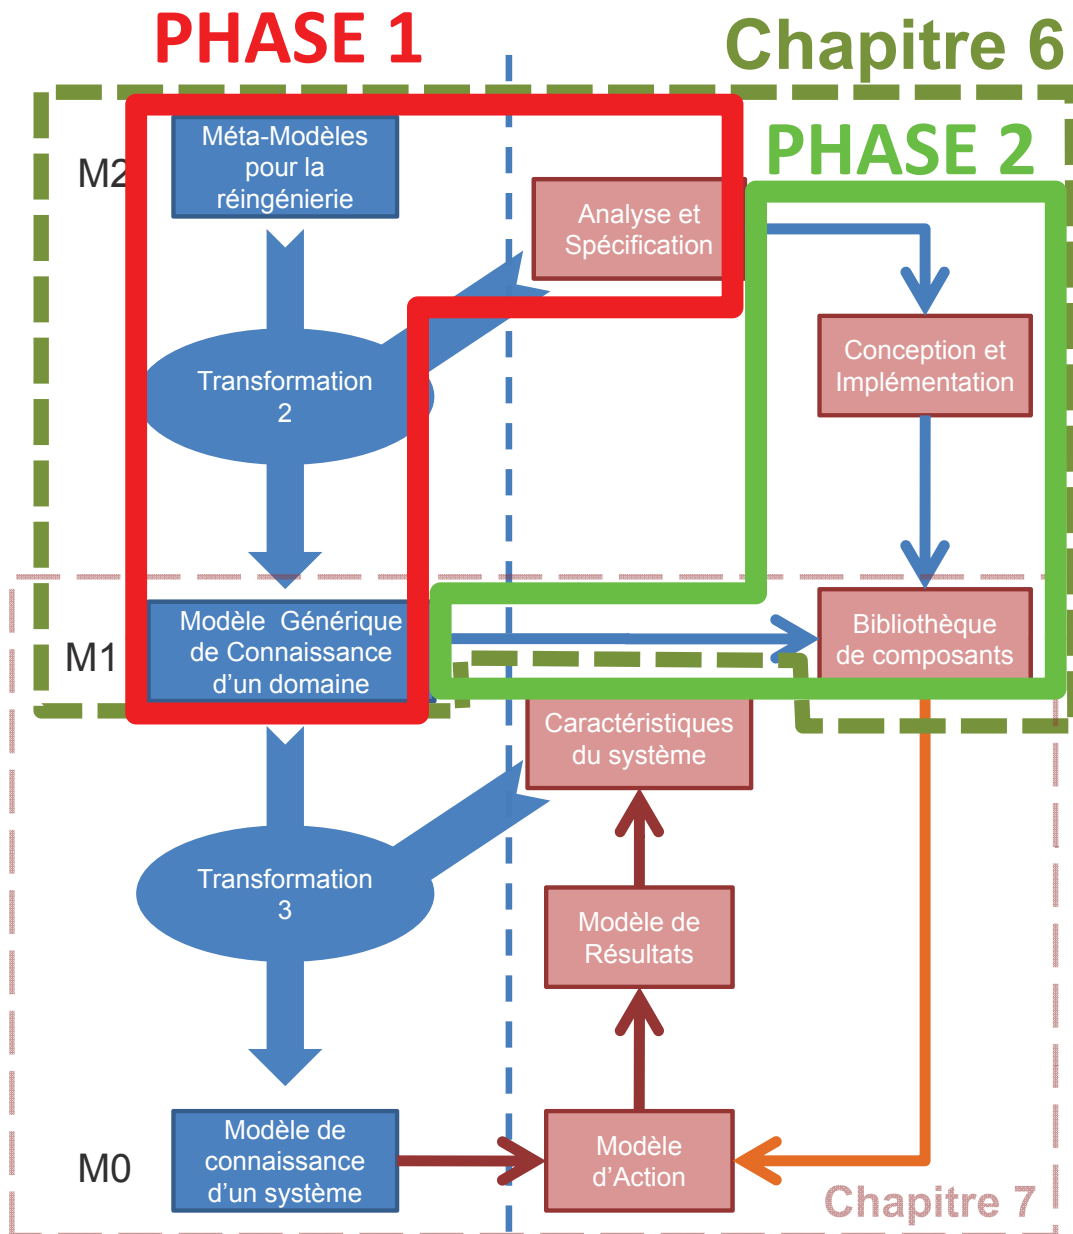 PHASE 1
Chapitre 6
Méta-Modèles
pour la
réingénierie
M2
PHASE 2
Analyse et
Spécification
Conception et
Implémentation
Transformation
2
Modèle Générique
de Connaissance
d'un domaine
M1
Bibliothèque
de composants
Caractéristiques
du système
Transformation
3
Modèle de
Résultats
Modèle de
connaissance
d'un système
M0
Modèle
d'Action
Chapitre 7